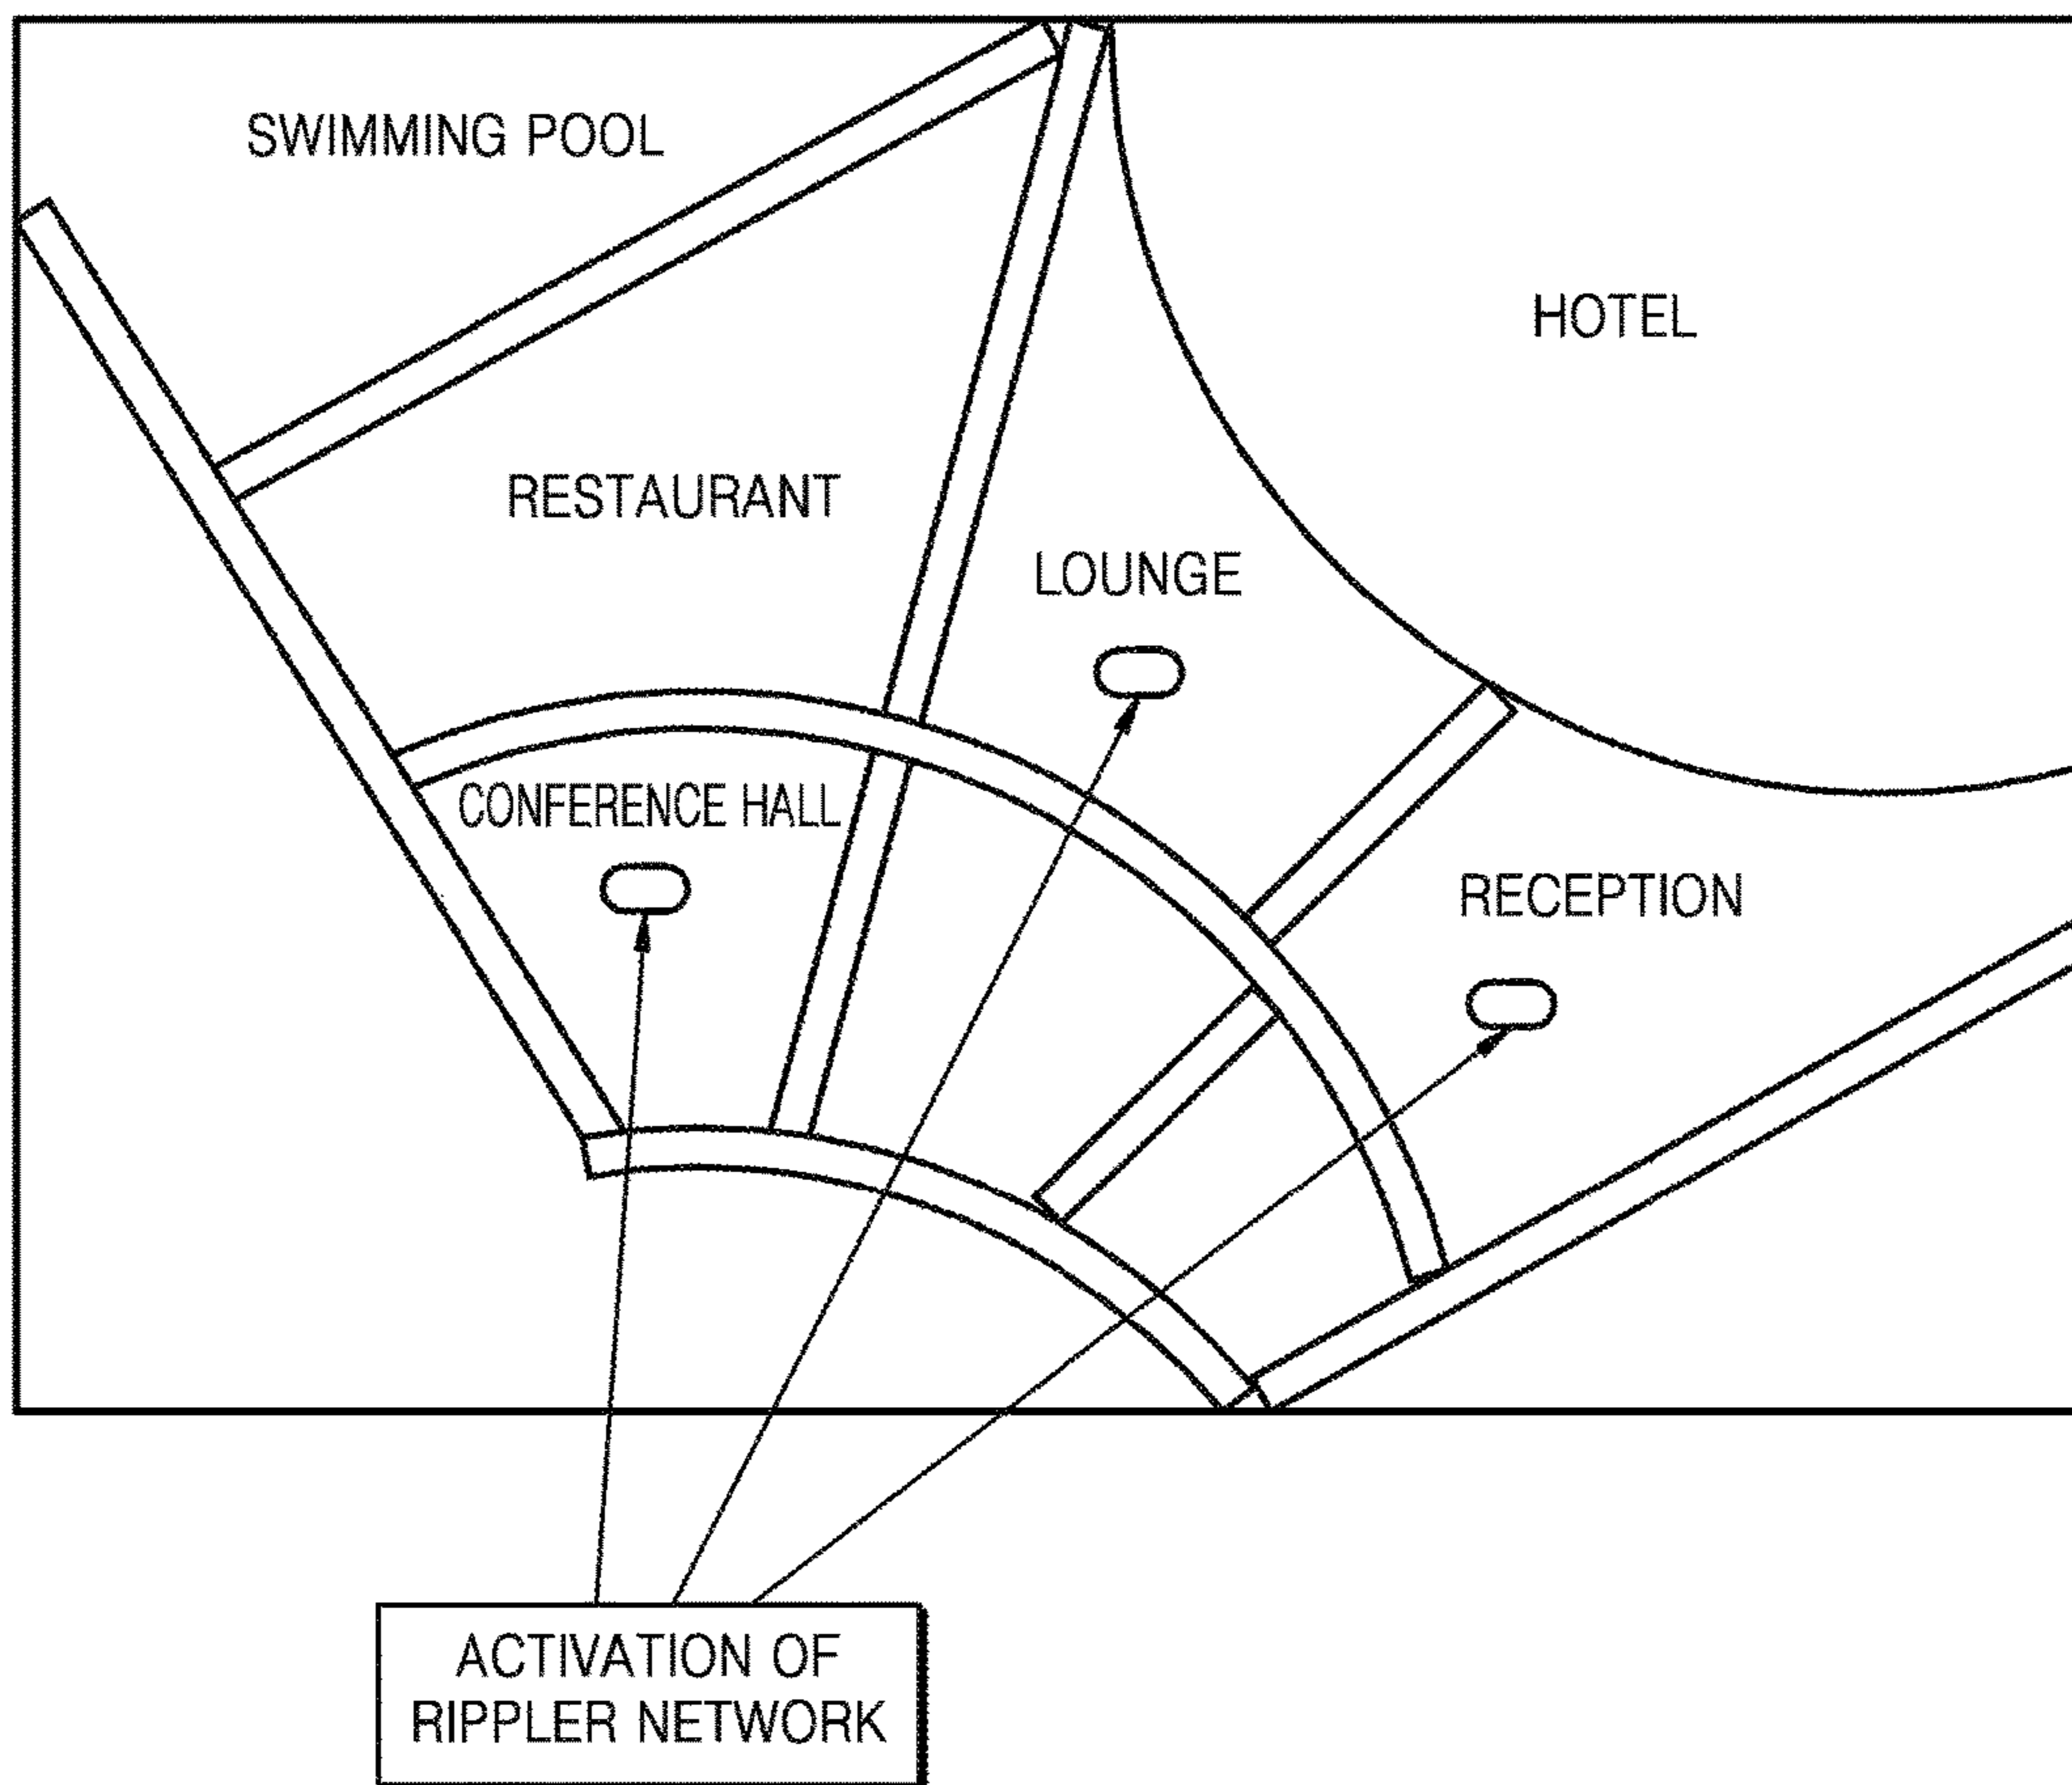 SWIMMING POOL
HOTEL
RESTAURANT
LOUNGE
CONFERENCE HALL
RECEPTION
ACTIVATION OF
RIPPLER NETWORK